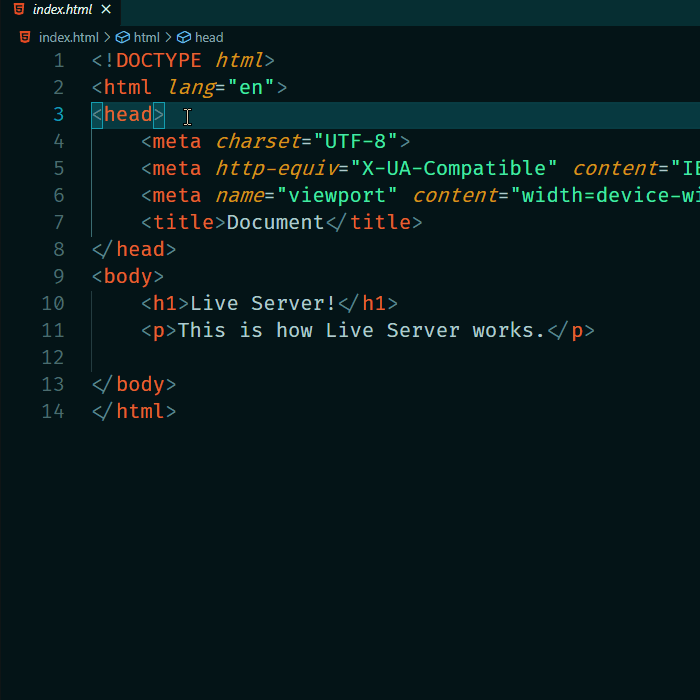 index.html ×
index.html > html > head
1 <!DOCTYPE html>
2 <html lang="en">
3 <head>
4 <meta charset="UTF-8">
5 <meta http-equiv="X-UA-Compatible" content="IE
6 <meta name="viewport" content="width=device-wi
7 <title>Document</title>
8 </head>
9 <body>
10 <h1>Live Server!</h1>
11 <p>This is how Live Server works.</p>
12
13 </body>
14 </html>